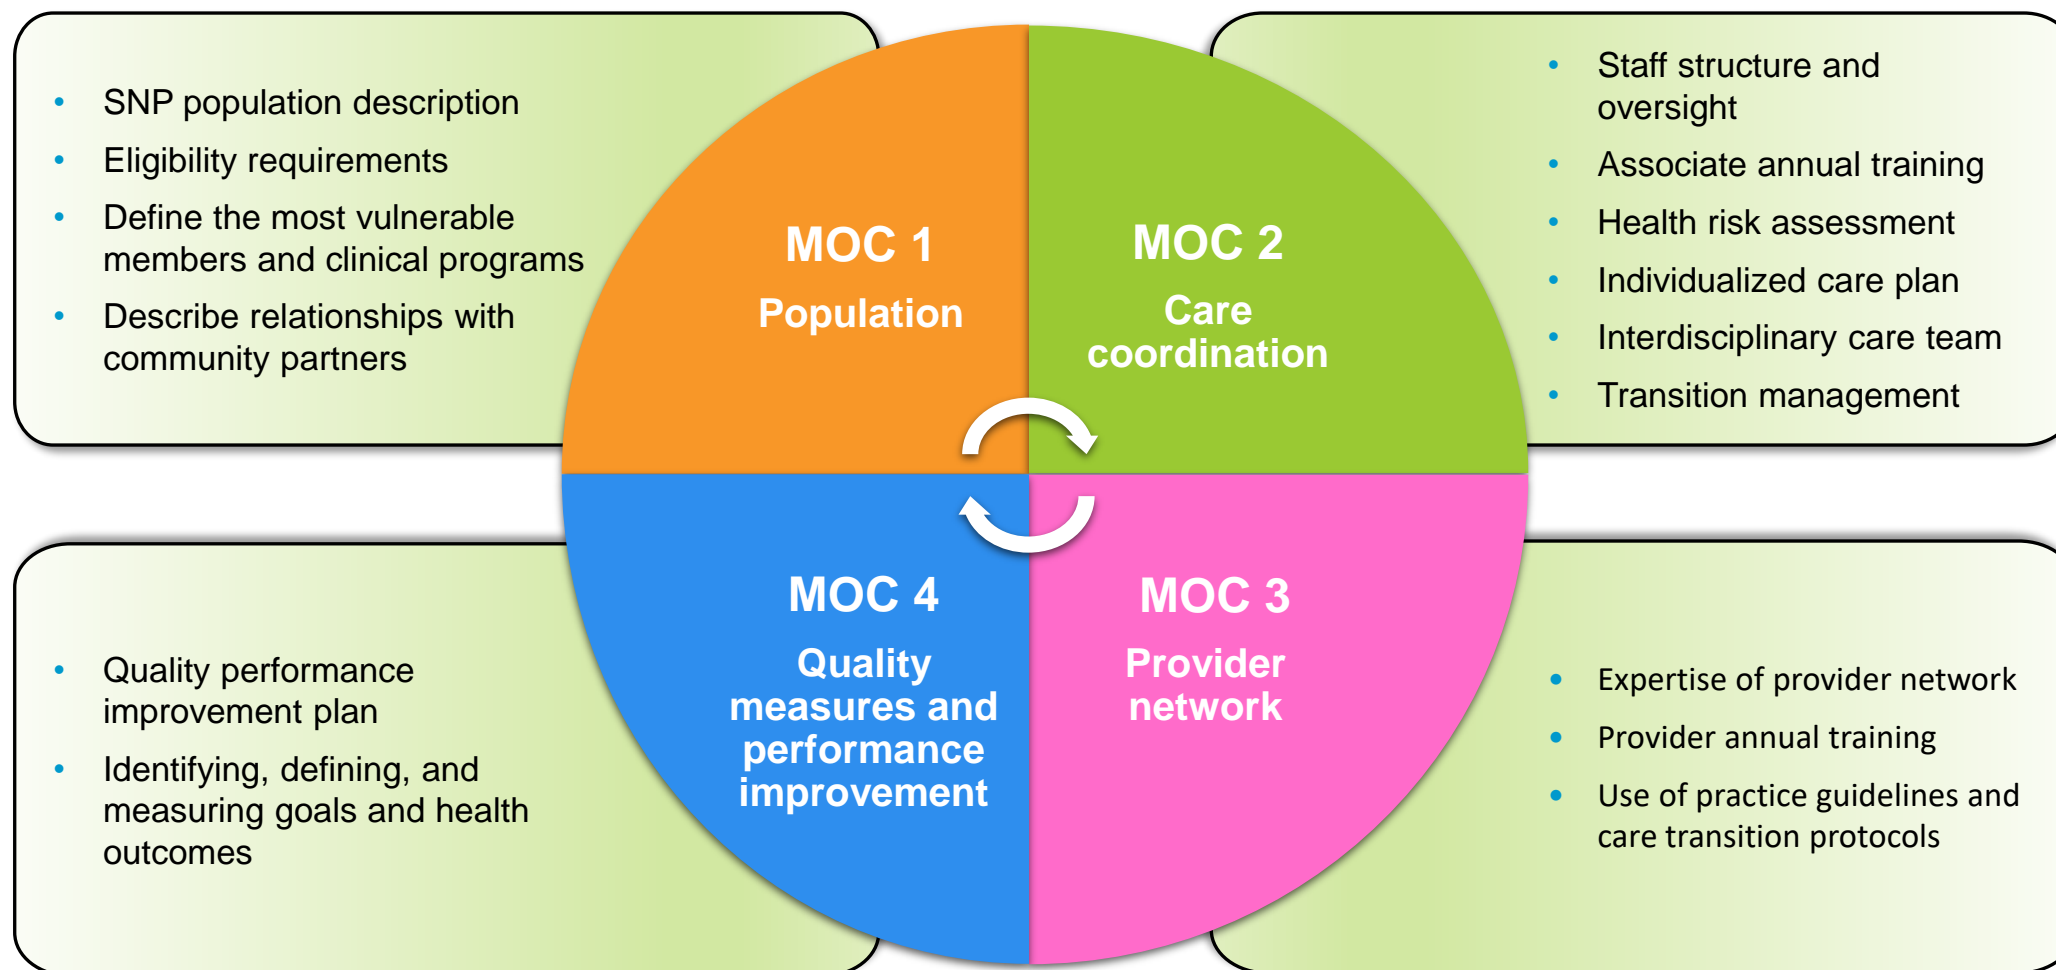 • SNP population description
• Eligibility requirements
• Define the most vulnerable
members and clinical programs
• Describe relationships with
community partners
MOC 1
Population
MOC 2
Care
coordination
• Staff structure and
oversight
• Associate annual training
• Health risk assessment
• Individualized care plan
• Interdisciplinary care team
• Transition management
• Quality performance
improvement plan
• Identifying, defining, and
measuring goals and health
outcomes
MOC 4
Quality
measures and
performance
improvement
MOC 3
Provider
network
• Expertise of provider network
• Provider annual training
• Use of practice guidelines and
care transition protocols